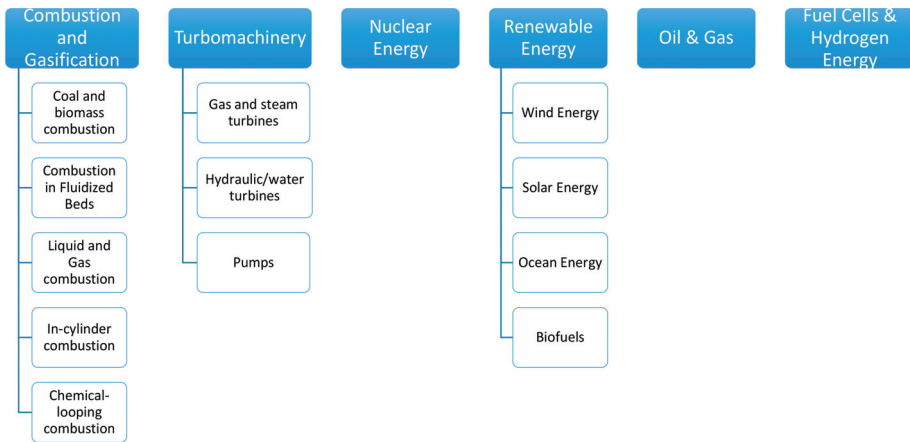 Combustion
and
Gasification
Turbomachinery
Nuclear
Energy
Renewable
Energy
Oil & Gas
Fuel Cells &
Hydrogen
Energy
Coal and
biomass
combustion
Combustion
in Fluidized
Beds
Liquid and
Gas
combustion
In-cylinder
combustion
Chemical-
looping
combustion
Gas and steam
turbines
Hydraulic/water
turbines
Pumps
Wind Energy
Solar Energy
Ocean Energy
Biofuels